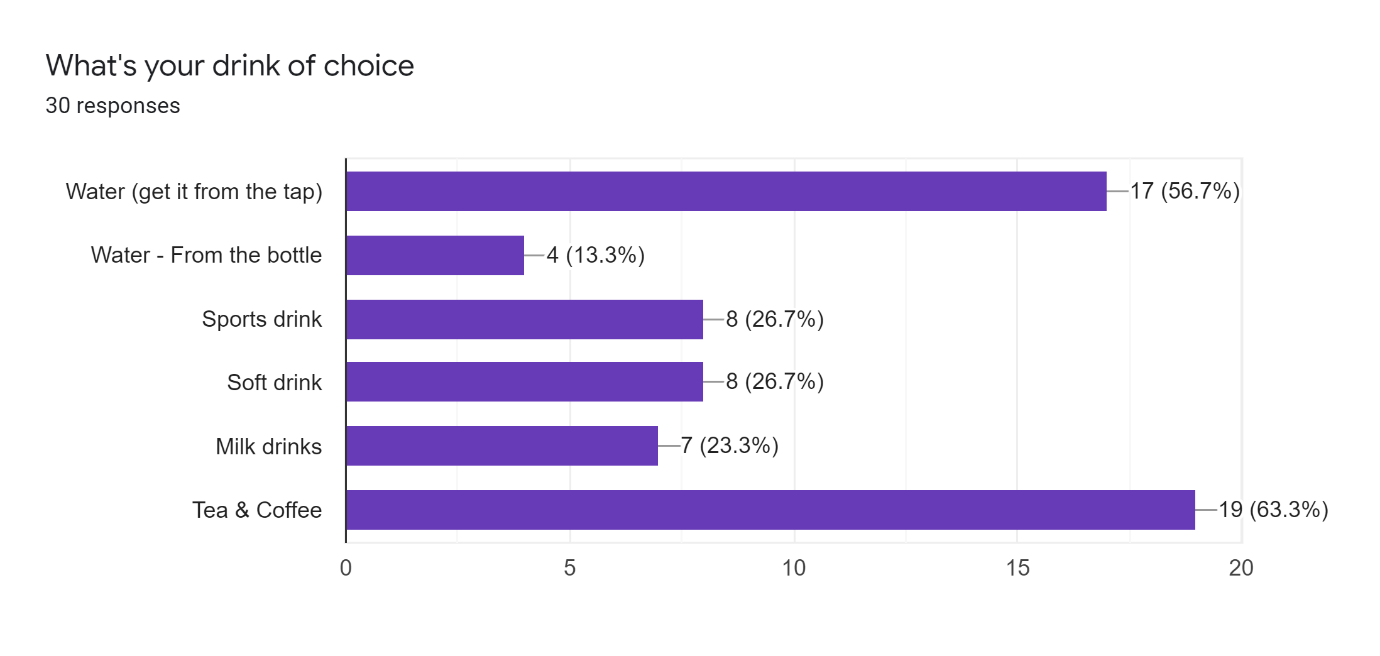 What's your drink of choice
30 responses
Water (get it from the tap) 17 (56.7%)
Water - From the bottle 4 (13.3%)
Sports drink 8 (26.7%)
Soft drink 8 (26.7%)
Milk drinks 7 (23.3%)
Tea & Coffee 19 (63.3%)
0 5 10 15 20